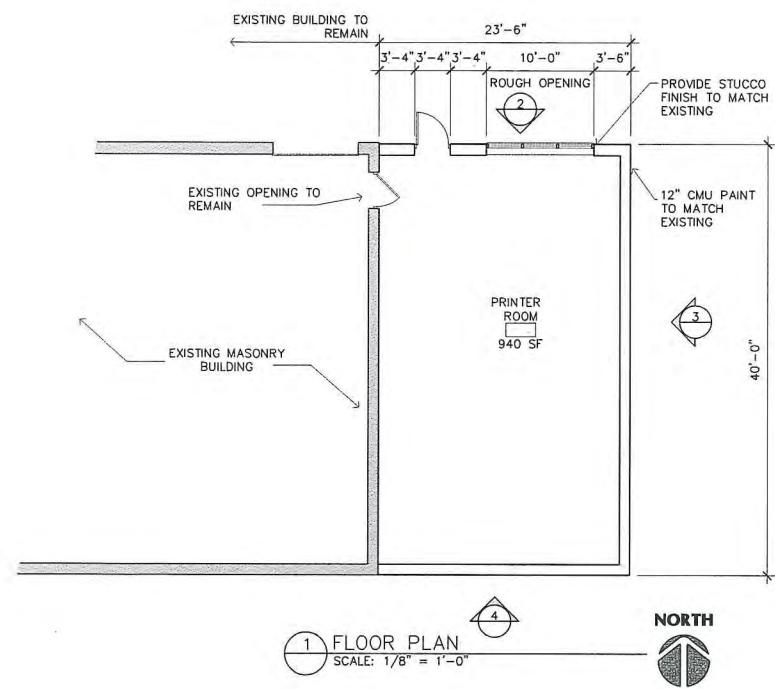 EXISTING BUILDING TO
REMAIN
23'-6"
3'-4"
3'-4"
3'-4"
10'-0"
3'-6"
ROUGH OPENING
2
PROVIDE STUCCO
FINISH TO MATCH
EXISTING
EXISTING OPENING TO
REMAIN
12" CMU PAINT
TO MATCH
EXISTING
PRINTER
ROOM
940 SF
3
40'-0"
EXISTING MASONRY
BUILDING
4
1
FLOOR PLAN
SCALE: 1/8" = 1'-0"
NORTH